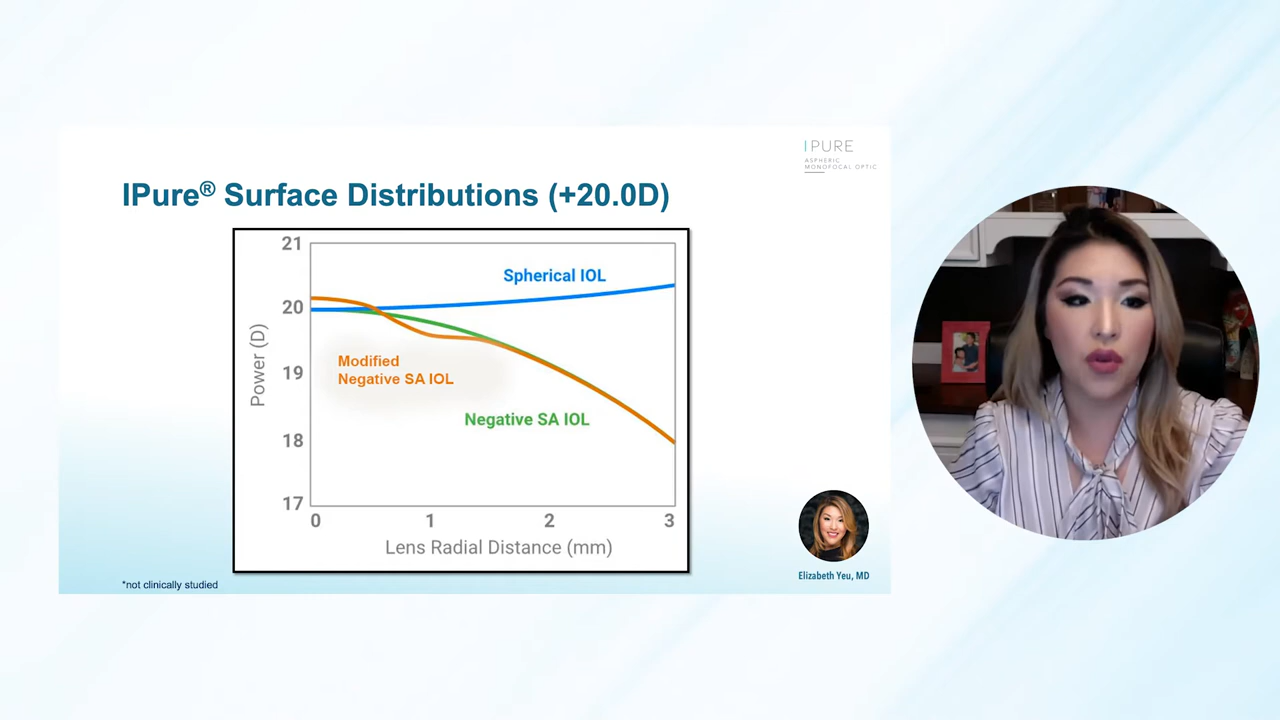 IPURE
ASPHERIC
MONOFOCAL OPTIC
IPure® Surface Distributions (+20.0D)
21
20
19
18
17
Power (D)
Spherical IOL
Modified
Negative SA IOL
Negative SA IOL
0 1 2 3
Lens Radial Distance (mm)
Elizabeth Yeu, MD
*not clinically studied